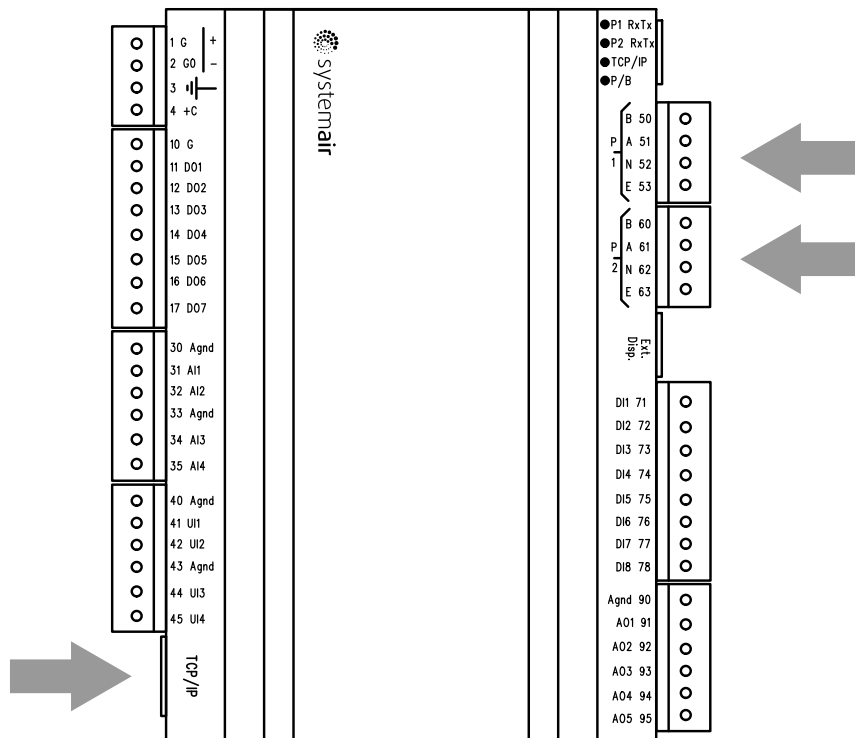 1 G +
2 G0 -
3
4 +C
10 G
11 DO1
12 DO2
13 DO3
14 DO4
15 DO5
16 DO6
17 DO7
30 Agnd
31 AI1
32 AI2
33 Agnd
34 AI3
35 AI4
40 Agnd
41 UI1
42 UI2
43 Agnd
44 UI3
45 UI4
TCP/IP
systemair
P1 RxTx
P2 RxTx
TCP/IP
P/B
P1
B 50
A 51
N 52
E 53
P2
B 60
A 61
N 62
E 63
Ext.
Disp.
DI1 71
DI2 72
DI3 73
DI4 74
DI5 75
DI6 76
DI7 77
DI8 78
Agnd 90
AO1 91
AO2 92
AO3 93
AO4 94
AO5 95